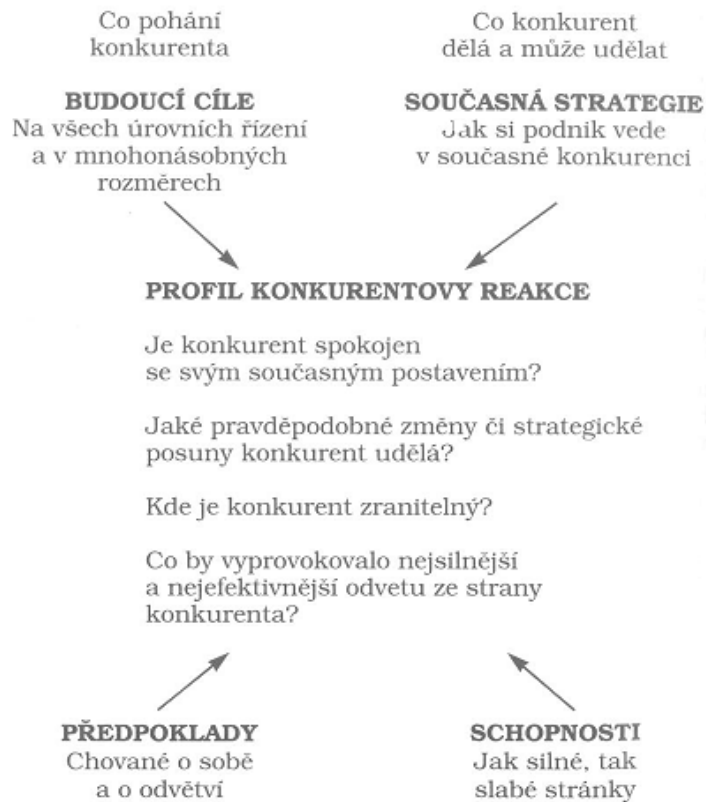 Co pohání
konkurenta
BUDOUCÍ CÍLE
Na všech úrovních řízení
a v mnohonásobných
rozměrech
Co konkurent
dělá a může udělat
SOUČASNÁ STRATEGIE
Jak si podnik vede
v současné konkurenci
PROFIL KONKURENTOVY REAKCE
Je konkurent spokojen
se svým současným postavením?
Jaké pravděpodobné změny či strategické
posuny konkurent udělá?
Kde je konkurent zranitelný?
Co by vyprovokovalo nejsilnější
a nejefektivnější odvetu ze strany
konkurenta?
PŘEDPOKLADY
Chované o sobě
a o odvětví
SCHOPNOSTI
Jak silné, tak
slabé stránky